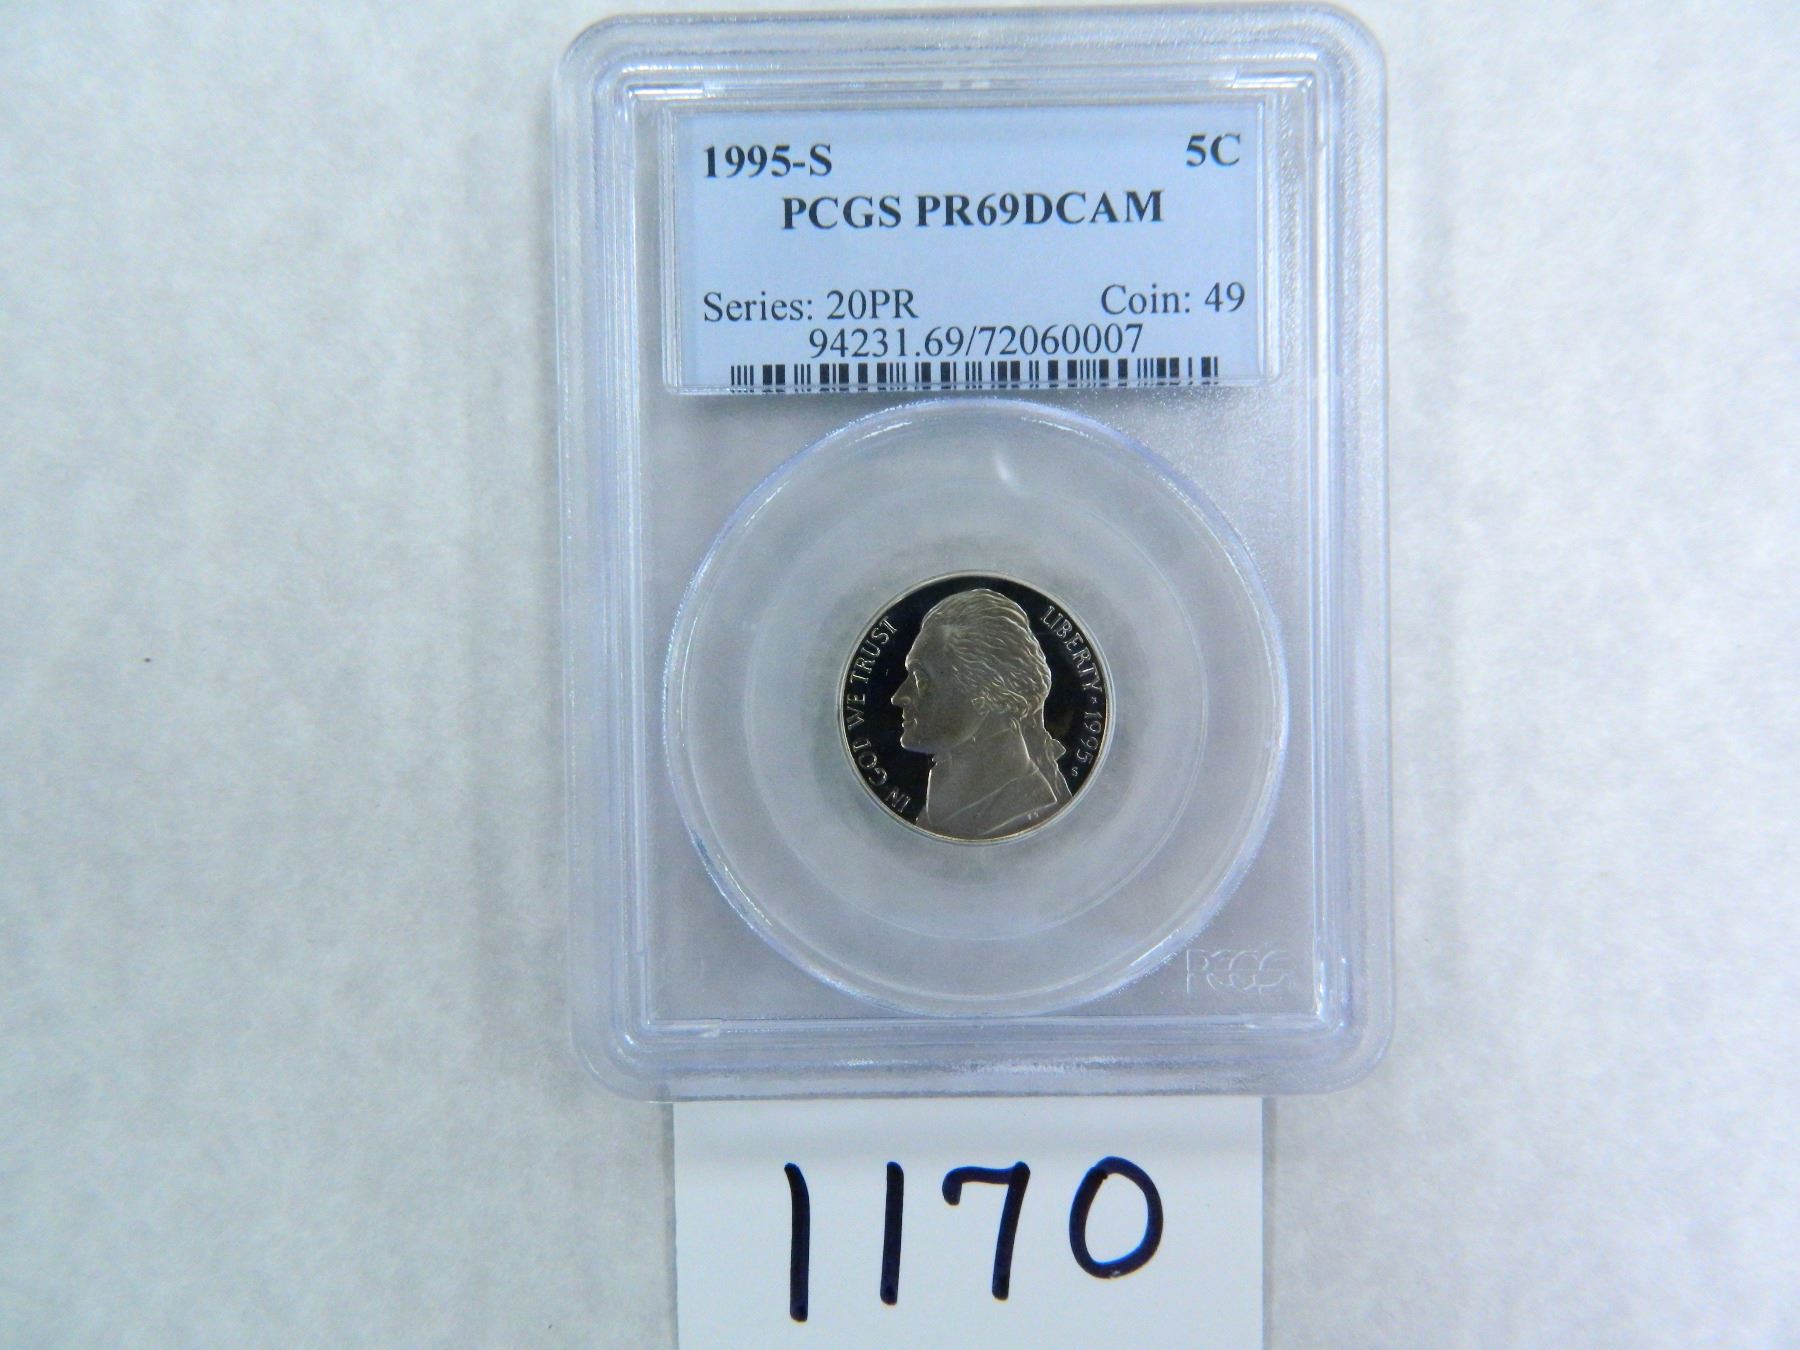 1995-S 5C
PCGS PR69DCAM
Series: 20PR Coin: 49
94231.69/72060007
IN GOD WE TRUST
LIBERTY * 1995 S
FS
PCGS
1170